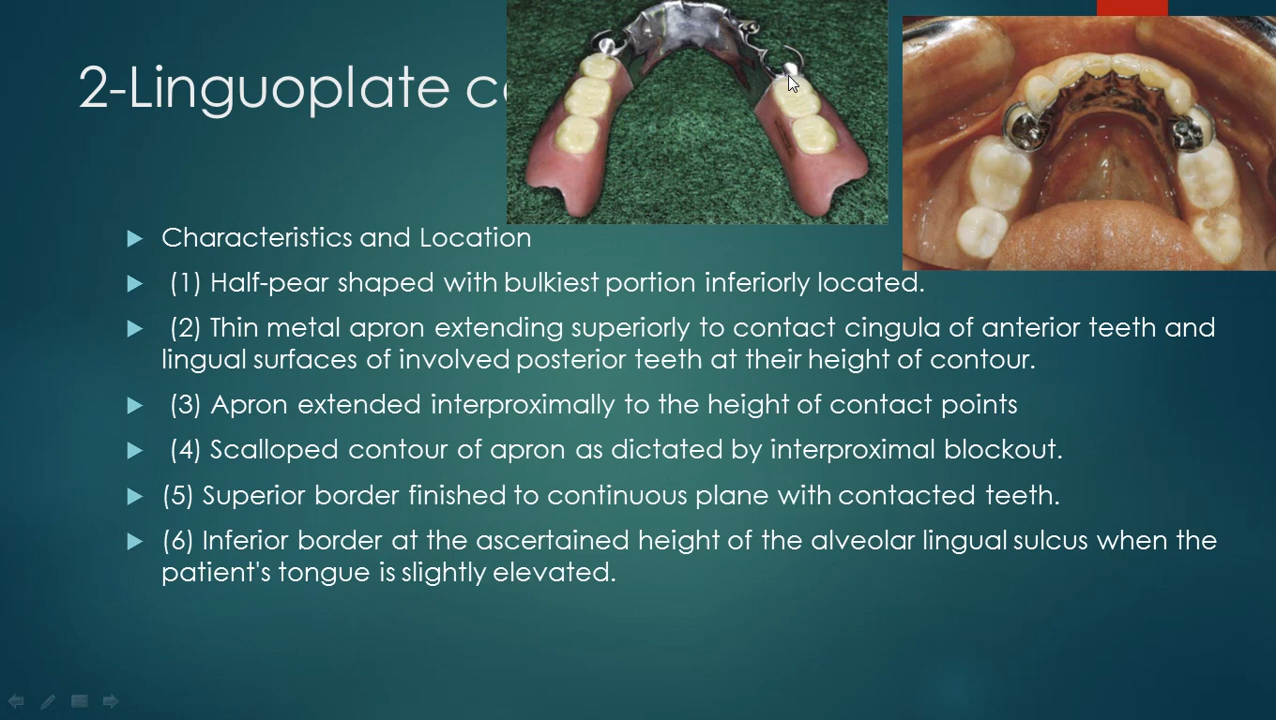 2-Linguoplate
Characteristics and Location
(1) Half-pear shaped with bulkiest portion inferiorly located.
(2) Thin metal apron extending superiorly to contact cingula of anterior teeth and
lingual surfaces of involved posterior teeth at their height of contour.
(3) Apron extended interproximally to the height of contact points
(4) Scalloped contour of apron as dictated by interproximal blockout.
(5) Superior border finished to continuous plane with contacted teeth.
(6) Inferior border at the ascertained height of the alveolar lingual sulcus when the
patient's tongue is slightly elevated.